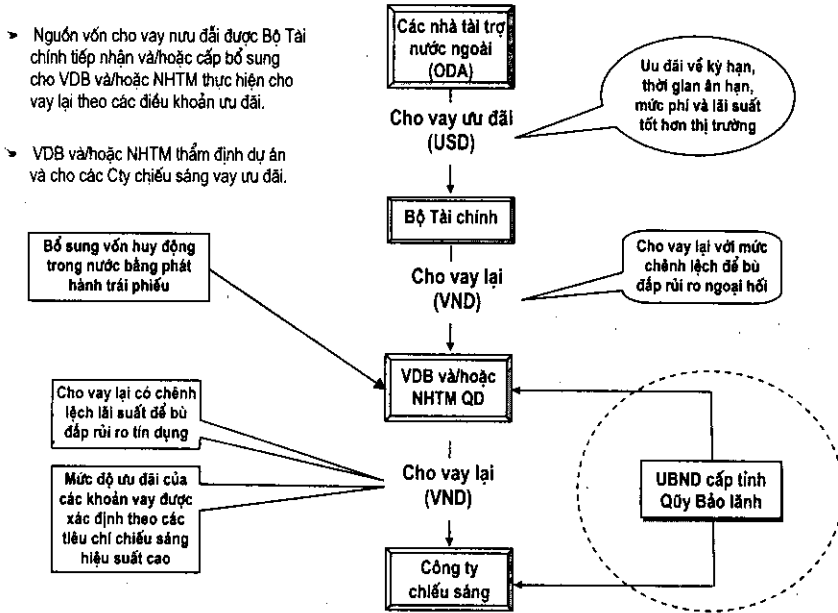 ➢ Nguồn vốn cho vay nưu đẫi được Bộ Tài
chính tiếp nhận và/hoặc cấp bổ sung
cho VDB và/hoặc NHTM thực hiện cho
vay lại theo các điều khoản ưu đãi.
➢ VDB và/hoặc NHTM thẩm định dự án
và cho các Cty chiếu sáng vay ưu đãi.
Các nhà tài trợ
nước ngoài
(ODA)
Ưu đãi về kỳ hạn,
thời gian ân hạn,
mức phí và lãi suất
tốt hơn thị trường
Cho vay ưu đãi
(USD)
Bộ Tài chính
Bổ sung vốn huy động
trong nước bằng phát
hành trái phiếu
Cho vay lại
(VND)
Cho vay lại với mức
chênh lệch để bù
đắp rủi ro ngoại hối
VDB và/hoặc
NHTM QD
Cho vay lại có chênh
lệch lãi suất để bù
đắp rủi ro tín dụng
Mức độ ưu đãi của
các khoản vay được
xác định theo các
tiêu chí chiếu sáng
hiệu suất cao
Cho vay lại
(VND)
UBND cấp tỉnh
Qũy Bảo lãnh
Công ty
chiếu sáng